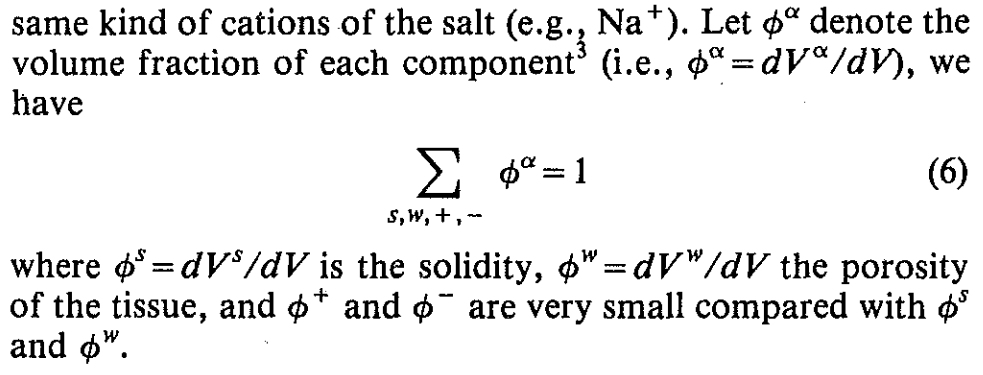 same kind of cations of the salt (e.g., Na⁺). Let ϕ^α denote the
volume fraction of each component³ (i.e., ϕ^α = dV^α/dV), we
have
∑ ϕ^α = 1 (6)
s,w,+,−
where ϕ^s = dV^s/dV is the solidity, ϕ^w = dV^w/dV the porosity
of the tissue, and ϕ⁺ and ϕ⁻ are very small compared with ϕ^s
and ϕ^w.